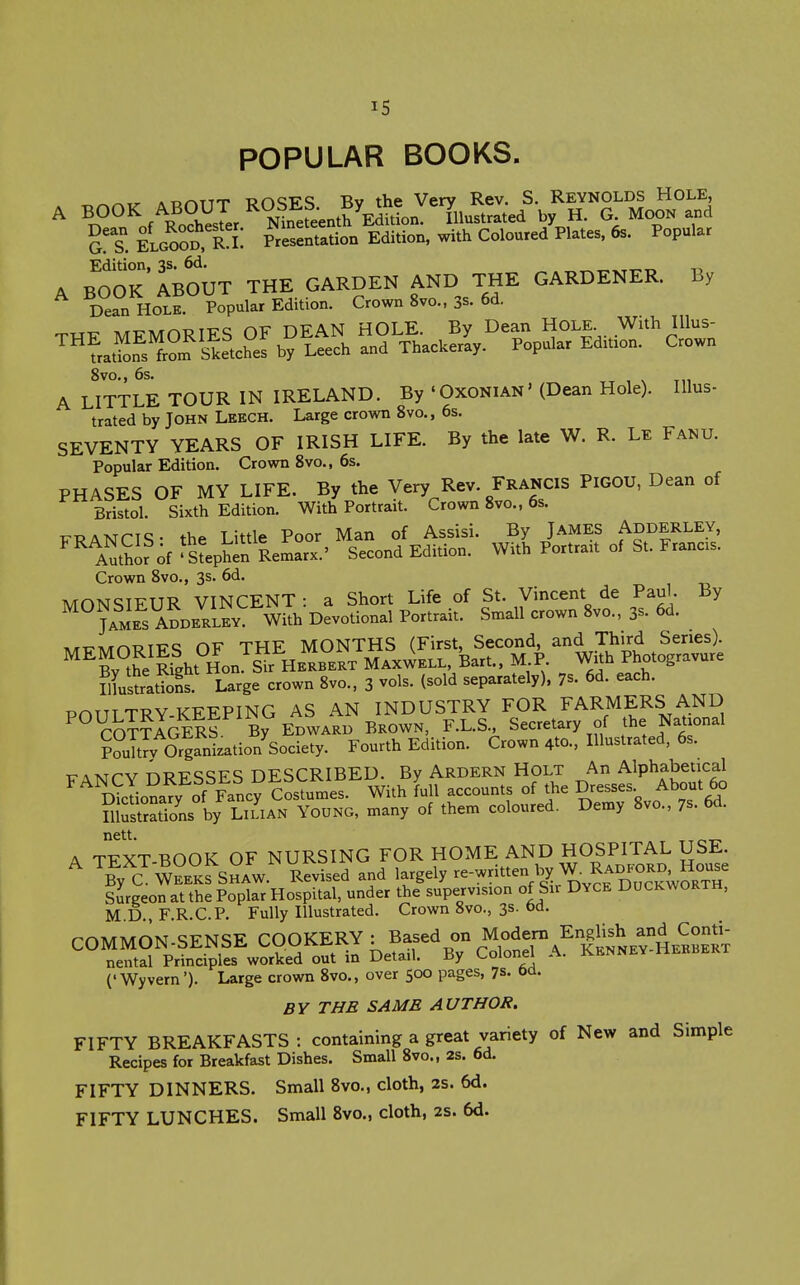 15
POPULAR BOOKS.
A BOOK ABOUT ROSES. By the Very Rev. S. REYNOLDS HOLE,
Dean of Rochester. Nineteenth Edition. Illustrated by H. G. MOON and
G. S. ELGOOD, R.I. Presentation Edition, with Coloured Plates, 6s. Popular
Edition, 3s. 6d.
A BOOK ABOUT THE GARDEN AND THE GARDENER. By
Dean HOLE. Popular Edition. Crown 8vo., 3s. 6d.
THE MEMORIES OF DEAN HOLE. By Dean HOLE. With Illus-
trations from Sketches by Leech and Thackeray. Popular Edition. Crown
8vo., 6s.
A LITTLE TOUR IN IRELAND. By 'OXONIAN' (Dean Hole). Illus-
trated by JOHN LEECH. Large crown 8vo., 6s.
SEVENTY YEARS OF IRISH LIFE. By the late W. R. LE FANU.
Popular Edition. Crown 8vo., 6s.
PHASES OF MY LIFE. By the Very Rev. FRANCIS PIGOU, Dean of
Bristol. Sixth Edition. With Portrait. Crown 8vo., 6s.
FRANCIS: the Little Poor Man of Assisi. By JAMES ADDERLEY,
Author of 'Stephen Remarx.' Second Edition. With Portrait of St. Francis.
Crown 8vo., 3s. 6d.
MONSIEUR VINCENT: a Short Life of St. Vincent de Paul. By
JAMES ADDERLEY. With Devotional Portrait. Small crown 8vo., 3s. 6d.
MEMORIES OF THE MONTHS (First, Second, and Third Series).
By the Right Hon. Sir HERBERT MAXWELL, Bart., M.P. With Photogravure
Illustrations. Large crown 8vo., 3 vols. (sold separately), 7s. 6d. each.
POULTRY-KEEPING AS AN INDUSTRY FOR FARMERS AND
COTTAGERS. By EDWARD BROWN, F.L.S., Secretary of the National
Poultry Organization Society. Fourth Edition. Crown 4to., Illustrated, 6s.
FANCY DRESSES DESCRIBED. By ARDERN HOLT. An Alphabetical
Dictionary of Fancy Costumes. With full accounts of the Dresses. About 60
Illustrations by LILIAN YOUNG, many of them coloured. Demy 8vo., 7s. 6d.
nett.
A TEXT-BOOK OF NURSING FOR HOME AND HOSPITAL USE.
By C. WEEKS SHAW. Revised and largely re-written by W. RADFORD, House
Surgeon at the Poplar Hospital, under the supervision of Sir DYCE DUCKWORTH,
M.D., F.R.C.P. Fully Illustrated. Crown 8vo., 3s. 6d.
COMMON-SENSE COOKERY: Based on Modern English and Conti-
nental Principles worked out in Detail. By Colonel A. KENNEY-HERBERT
('Wyvern'). Large crown 8vo., over 500 pages, 7s. 6d.
BY THE SAME AUTHOR.
FIFTY BREAKFASTS: containing a great variety of New and Simple
Recipes for Breakfast Dishes. Small 8vo., 2s. 6d.
FIFTY DINNERS. Small 8vo., cloth, 2s. 6d.
FIFTY LUNCHES. Small 8vo., cloth, 2s. 6d.